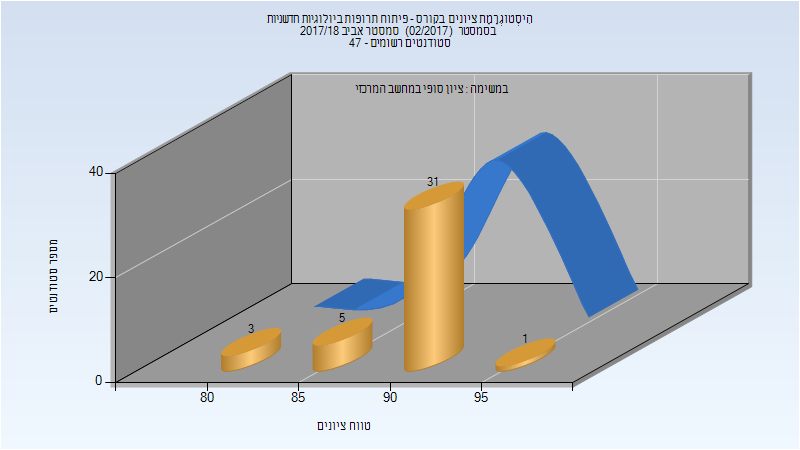 היסטוגרמת ציונים בקורס - פיתוח תרופות ביולוגיות חדשניות
בסמסטר (02/2017) סמסטר אביב 2017/18
סטודנטים רשומים - 47
במשימה : ציון סופי במחשב המרכזי
מספר סטודנטים
40
20
0
3
5
31
1
80
85
90
95
טווח ציונים